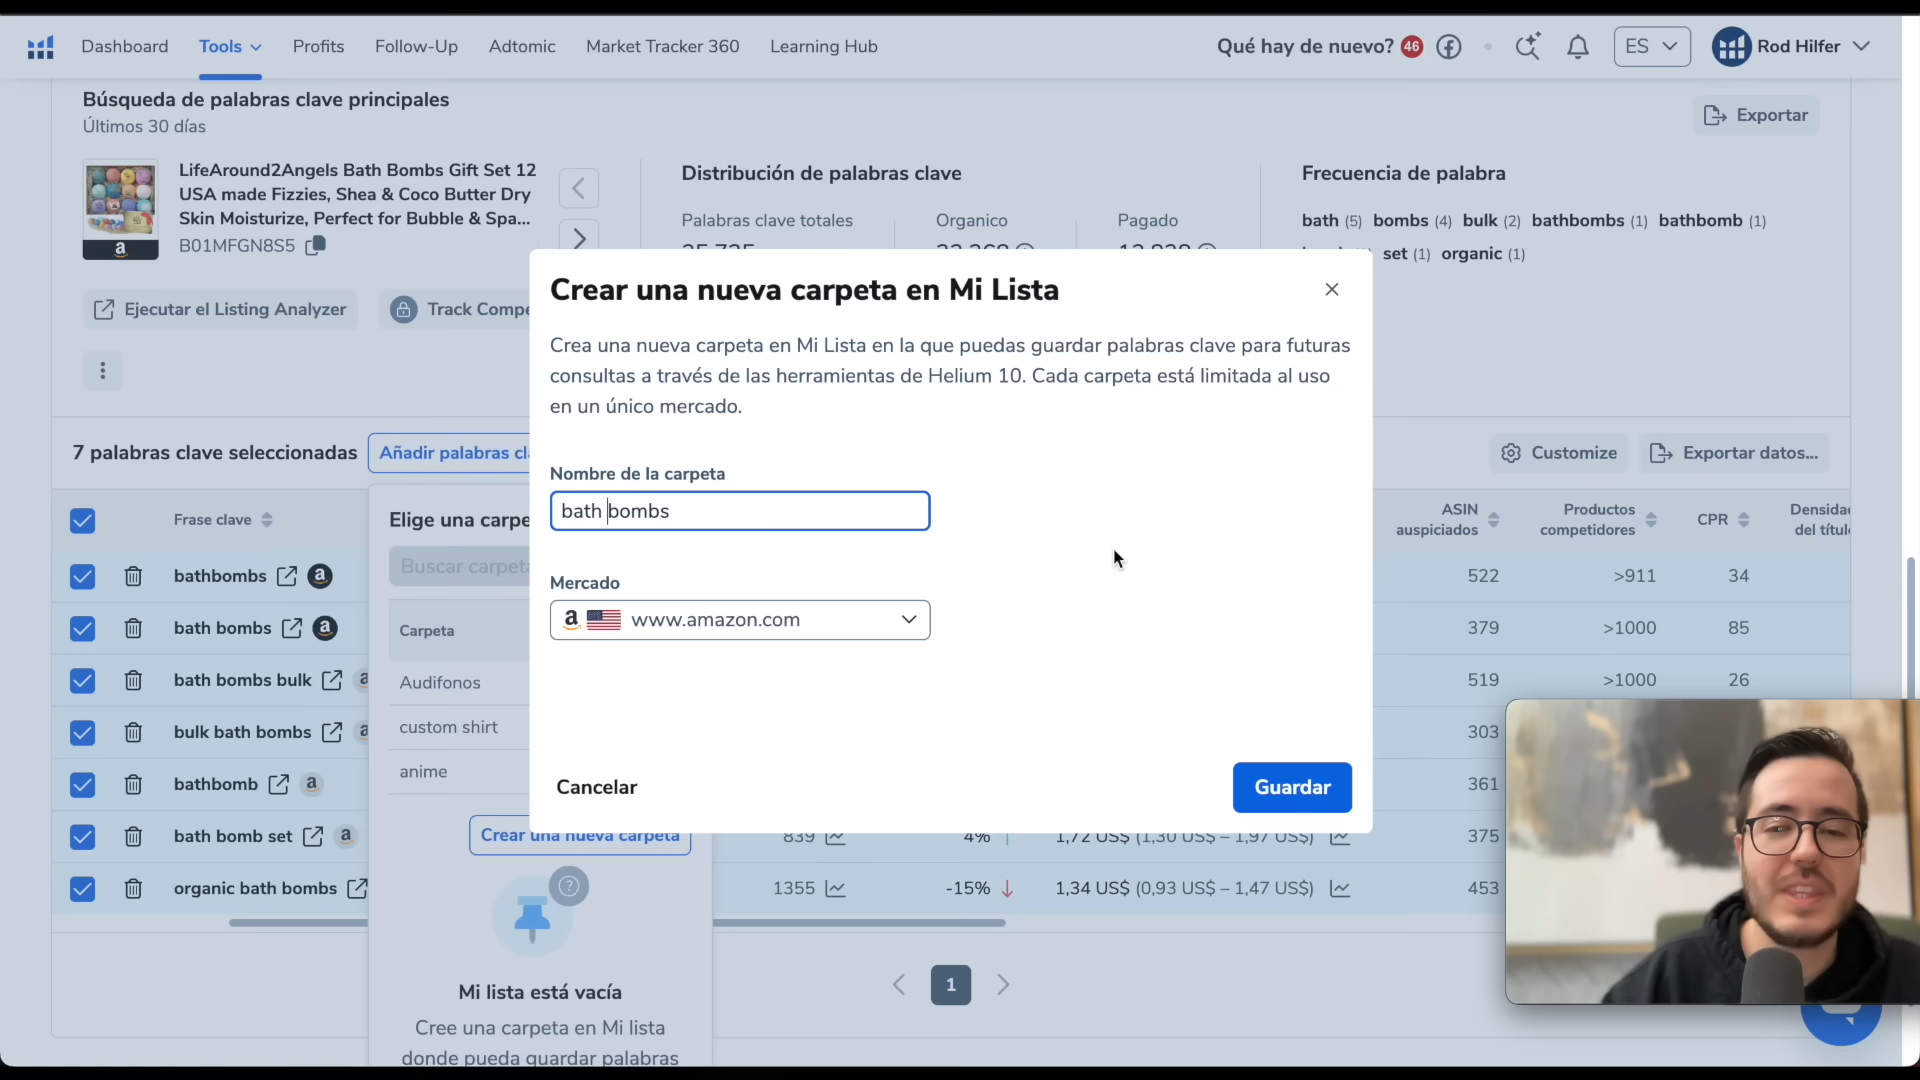 Dashboard Tools Profits Follow-Up Adtomic Market Tracker 360 Learning Hub Qué hay de nuevo? 46 ES Rod Hilfer
Búsqueda de palabras clave principales
Últimos 30 días
Exportar
LifeAround2Angels Bath Bombs Gift Set 12
USA made Fizzies, Shea & Coco Butter Dry
Skin Moisturize, Perfect for Bubble & Spa...
B01MFGN8S5
Distribución de palabras clave
Palabras clave totales Organico Pagado
Frecuencia de palabra
bath (5) bombs (4) bulk (2) bathbombs (1) bathbomb (1)
set (1) organic (1)
Ejecutar el Listing Analyzer Track Compe
Crear una nueva carpeta en Mi Lista
Crea una nueva carpeta en Mi Lista en la que puedas guardar palabras clave para futuras
consultas a través de las herramientas de Helium 10. Cada carpeta está limitada al uso
en un único mercado.
Nombre de la carpeta
bath bombs
Mercado
a www.amazon.com
Cancelar Guardar
7 palabras clave seleccionadas Añadir palabras cl
Customize Exportar datos...
Frase clave
ASIN auspiciados
Productos competidores
CPR
Densida
del títul
Elige una carpe
Buscar carpeta
Carpeta
Audifonos
custom shirt
anime
Crear una nueva carpeta
bathbombs a 522 >911 34
bath bombs a 379 >1000 85
bath bombs bulk a 519 >1000 26
bulk bath bombs a 303
bathbomb a 361
bath bomb set a 839 4% 1,72 US$ (1,30 US$ – 1,97 US$) 375
organic bath bombs 1355 -15% 1,34 US$ (0,93 US$ – 1,47 US$) 453
?
1
Mi lista está vacía
Cree una carpeta en Mi lista
donde pueda guardar palabras